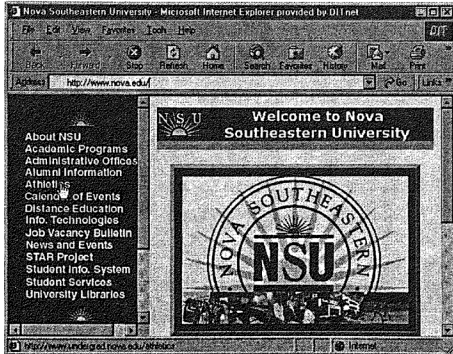 Nova Southeastern University - Microsoft Internet Explorer provided by DITnet
File Edit View Favorites Tools Help
Back Forward Stop Refresh Home Search Favorites History Mail Print
Address http://www.nova.edu/ Go Links »
NSU
Welcome to Nova
Southeastern University
About NSU
Academic Programs
Administrative Offices
Alumni Information
Athletics
Calendar of Events
Distance Education
Info. Technologies
Job Vacancy Bulletin
News and Events
STAR Project
Student Info. System
Student Services
University Libraries
NOVA SOUTHEASTERN
NSU
http://www.undergrad.nova.edu/athletics Internet